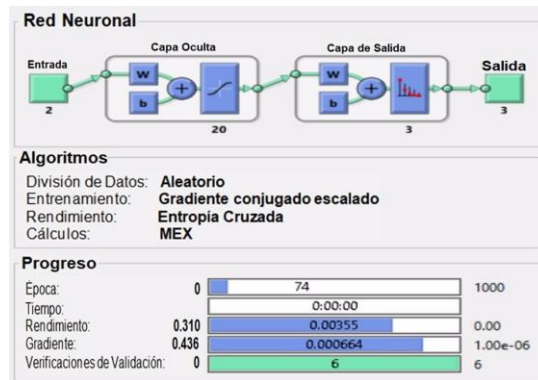 Red Neuronal
Capa Oculta
Capa de Salida
Entrada
Salida
W
b
+
W
b
+
2
20
3
3
Algoritmos
División de Datos: Aleatorio
Entrenamiento: Gradiente conjugado escalado
Rendimiento: Entropía Cruzada
Cálculos: MEX
Progreso
Época: 0 74 1000
Tiempo: 0:00:00
Rendimiento: 0.310 0.00355 0.00
Gradiente: 0.436 0.000664 1.00e-06
Verificaciones de Validación: 0 6 6